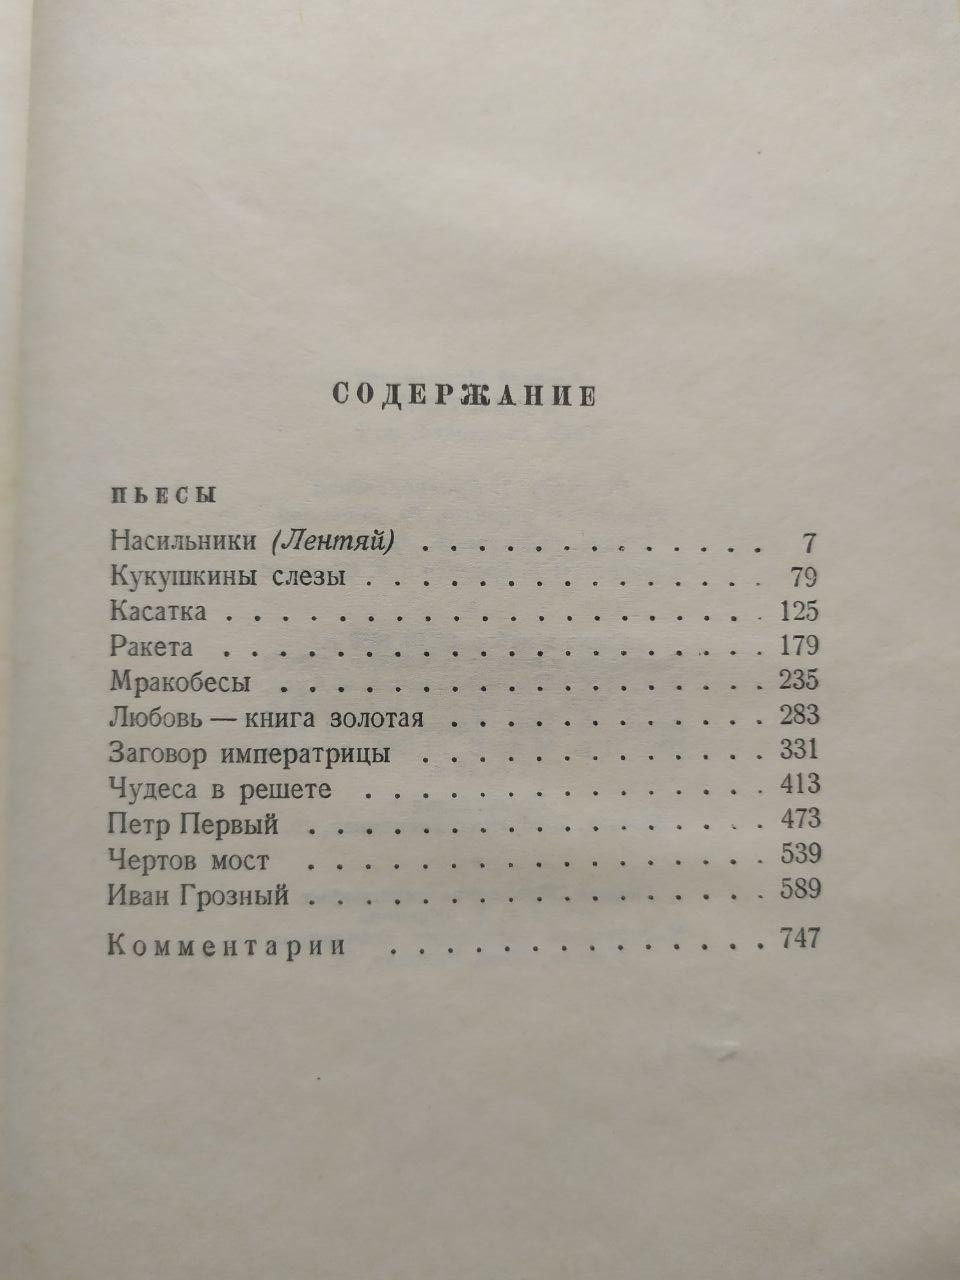 СОДЕРЖАНИЕ
ПЬЕСЫ
Насильники (Лентяй) . . . . . . . . . . . . . 7
Кукушкины слезы . . . . . . . . . . . . . . . 79
Касатка . . . . . . . . . . . . . . . . . . . . 125
Ракета . . . . . . . . . . . . . . . . . . . . 179
Мракобесы . . . . . . . . . . . . . . . . . . 235
Любовь — книга золотая . . . . . . . . . . . . 283
Заговор императрицы . . . . . . . . . . . . . 331
Чудеса в решете . . . . . . . . . . . . . . . 413
Петр Первый . . . . . . . . . . . . . . . . . 473
Чертов мост . . . . . . . . . . . . . . . . . 539
Иван Грозный . . . . . . . . . . . . . . . . . 589
Комментарии . . . . . . . . . . . . . . 747